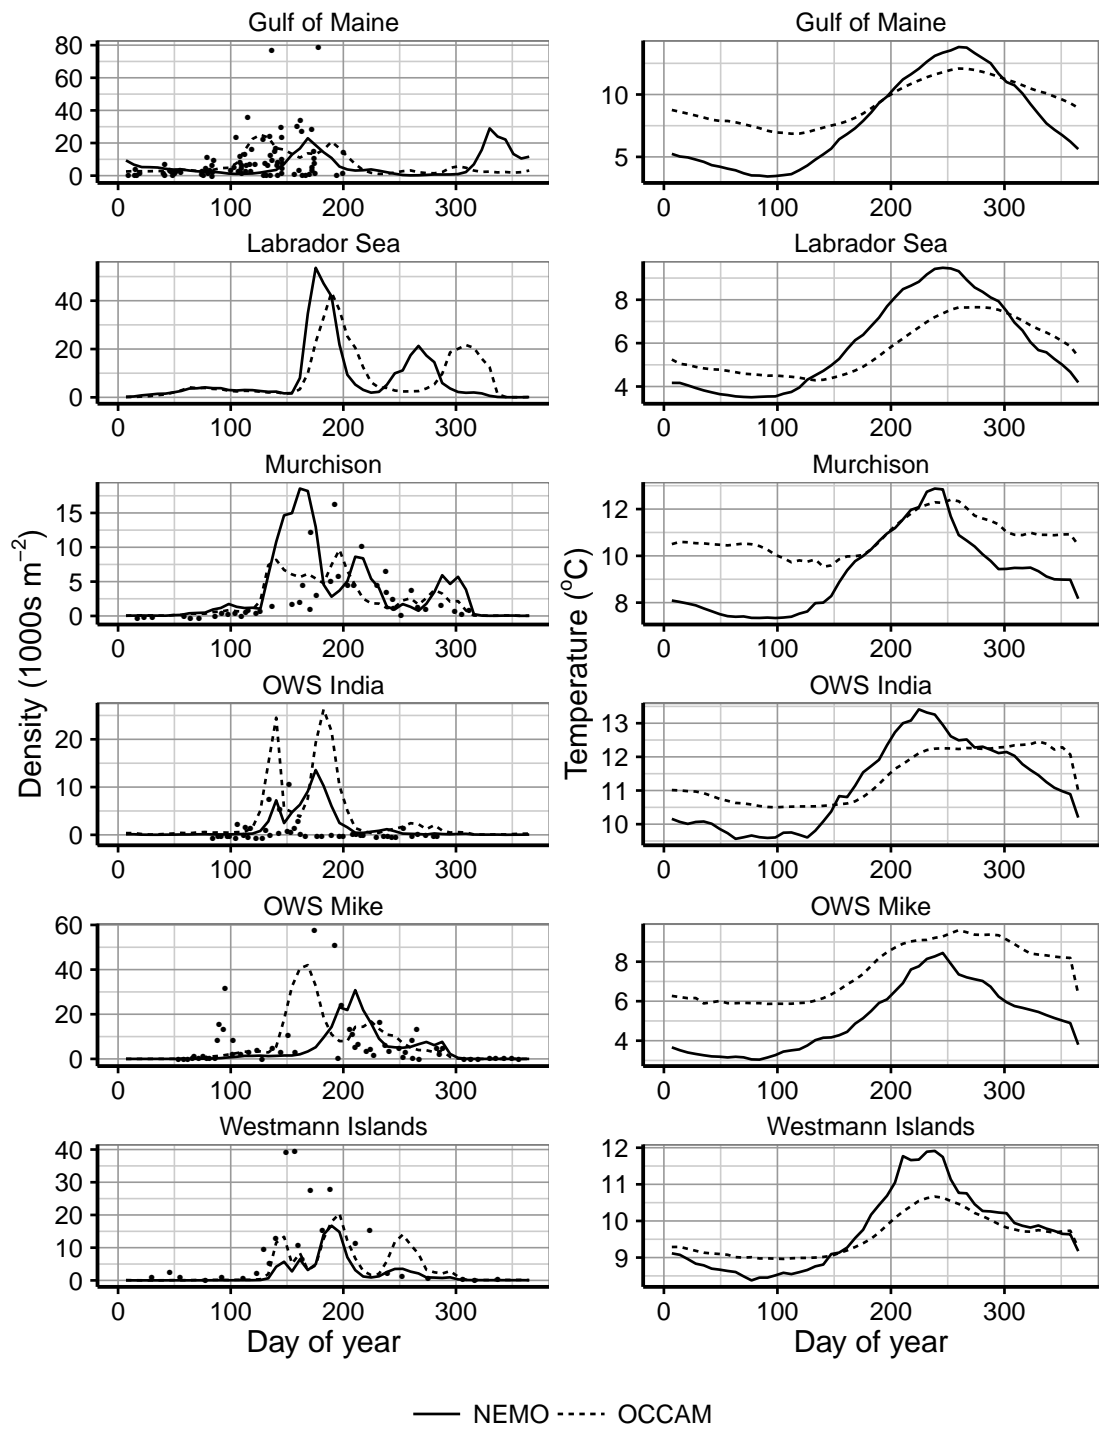 Gulf of Maine
80
60
40
20
0
0 100 200 300
Gulf of Maine
10
5
0 100 200 300
Labrador Sea
40
20
0
0 100 200 300
Labrador Sea
8
6
4
0 100 200 300
Murchison
15
10
5
0
0 100 200 300
Murchison
12
10
8
0 100 200 300
Density (1000s m⁻²)
Temperature (°C)
OWS India
20
10
0
0 100 200 300
OWS India
13
12
11
10
0 100 200 300
OWS Mike
60
40
20
0
0 100 200 300
OWS Mike
8
6
4
0 100 200 300
Westmann Islands
40
30
20
10
0
0 100 200 300
Day of year
Westmann Islands
12
11
10
9
0 100 200 300
Day of year
NEMO OCCAM